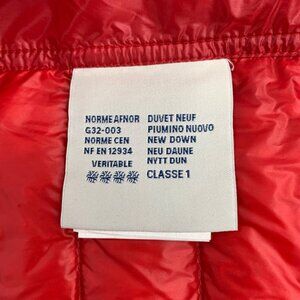 NORME AFNOR DUVET NEUF
G32-003 PIUMINO NUOVO
NORME CEN NEW DOWN
NF EN 12934 NEU DAUNE
VERITABLE NYTT DUN
CLASSE 1